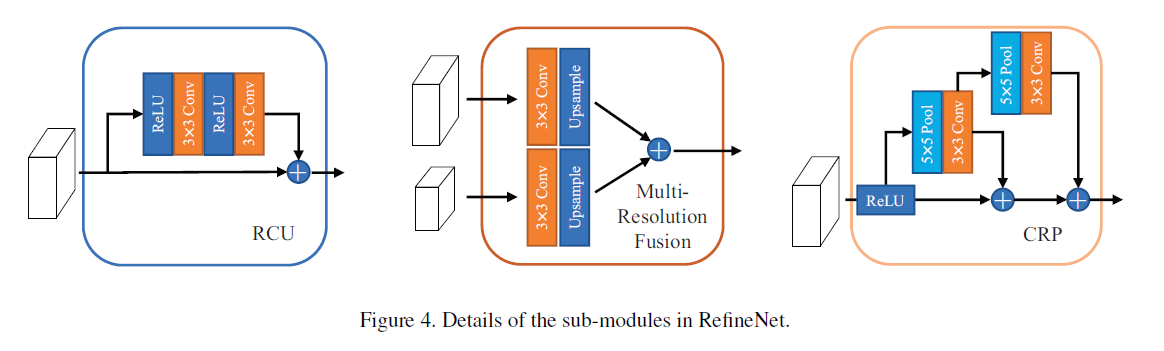 ReLU
3×3 Conv
ReLU
3×3 Conv
RCU
3×3 Conv
Upsample
3×3 Conv
Upsample
Multi-
Resolution
Fusion
5×5 Pool
3×3 Conv
5×5 Pool
3×3 Conv
ReLU
CRP
Figure 4. Details of the sub-modules in RefineNet.